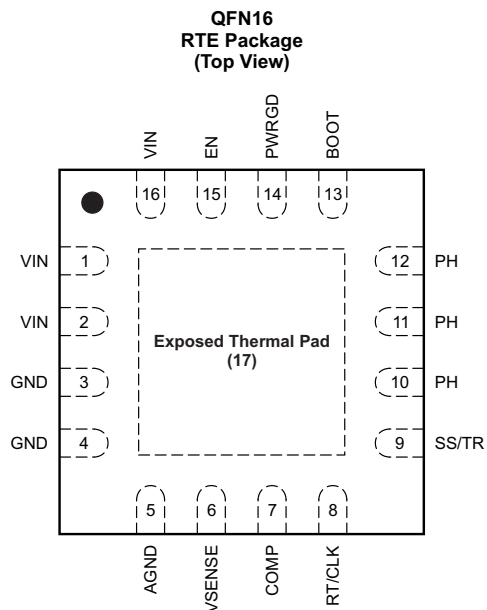 QFN16
RTE Package
(Top View)
VIN
EN
PWRGD
BOOT
16
15
14
13
VIN 1
12 PH
VIN 2
11 PH
Exposed Thermal Pad
(17)
GND 3
10 PH
GND 4
9 SS/TR
5
6
7
8
AGND
VSENSE
COMP
RT/CLK